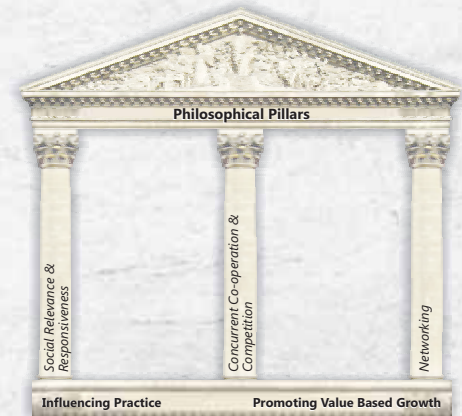 Philosophical Pillars
Social Relevance &
Responsiveness
Concurrent Co-operation &
Competition
Networking
Influencing Practice
Promoting Value Based Growth